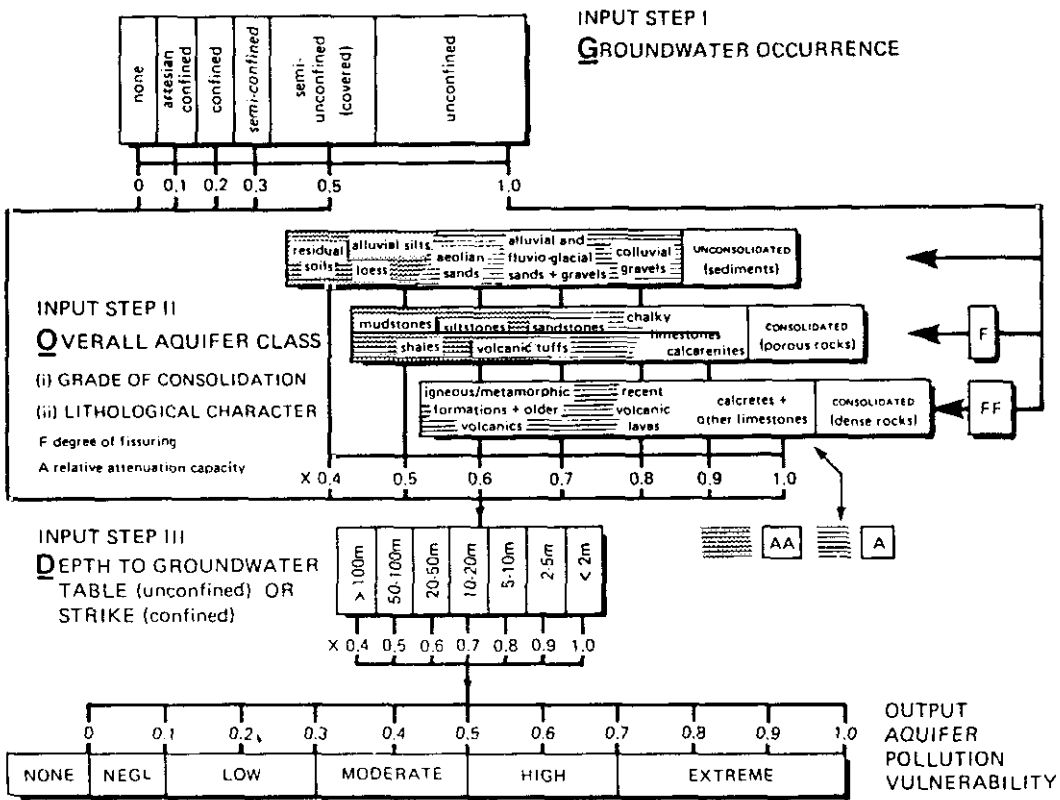 INPUT STEP I
GROUNDWATER OCCURRENCE
none
artesian
confined
confined
semi-confined
semi-
unconfined
(covered)
unconfined
0 0,1 0,2 0,3 0,5 1,0
residual
soils
alluvial silts
loess
aeolian
sands
alluvial and
fluvio-glacial
sands + gravels
colluvial
gravels
UNCONSOLIDATED
(sediments)
INPUT STEP II
OVERALL AQUIFER CLASS
(i) GRADE OF CONSOLIDATION
(ii) LITHOLOGICAL CHARACTER
F degree of fissuring
A relative attenuation capacity
mudstones
siltstones
sandstones
chalky
limestones
calcarenites
shales
volcanic tuffs
CONSOLIDATED
(porous rocks)
F
igneous/metamorphic
formations + older
volcanics
recent
volcanic
lavas
calcretes +
other limestones
CONSOLIDATED
(dense rocks)
FF
X 0,4 0,5 0,6 0,7 0,8 0,9 1,0
AA A
INPUT STEP III
DEPTH TO GROUNDWATER
TABLE (unconfined) OR
STRIKE (confined)
> 100m
50-100m
20-50m
10-20m
5-10m
2-5m
< 2m
X 0,4 0,5 0,6 0,7 0,8 0,9 1,0
0 0,1 0,2 0,3 0,4 0,5 0,6 0,7 0,8 0,9 1,0
NONE NEGL LOW MODERATE HIGH EXTREME
OUTPUT
AQUIFER
POLLUTION
VULNERABILITY